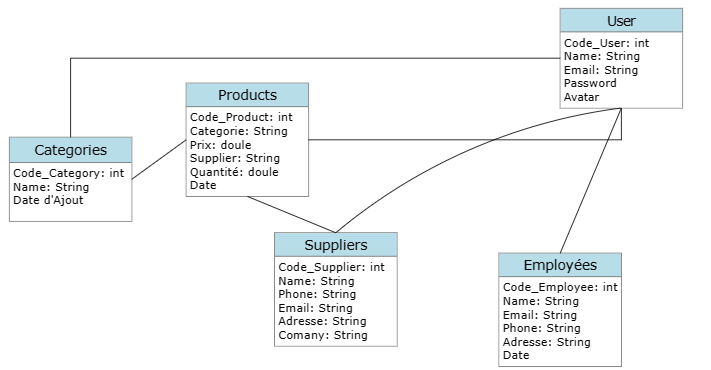 User
Code_User: int
Name: String
Email: String
Password
Avatar
Products
Code_Product: int
Categorie: String
Prix: doule
Supplier: String
Quantité: doule
Date
Categories
Code_Category: int
Name: String
Date d'Ajout
Suppliers
Code_Supplier: int
Name: String
Phone: String
Email: String
Adresse: String
Comany: String
Employées
Code_Employee: int
Name: String
Email: String
Phone: String
Adresse: String
Date